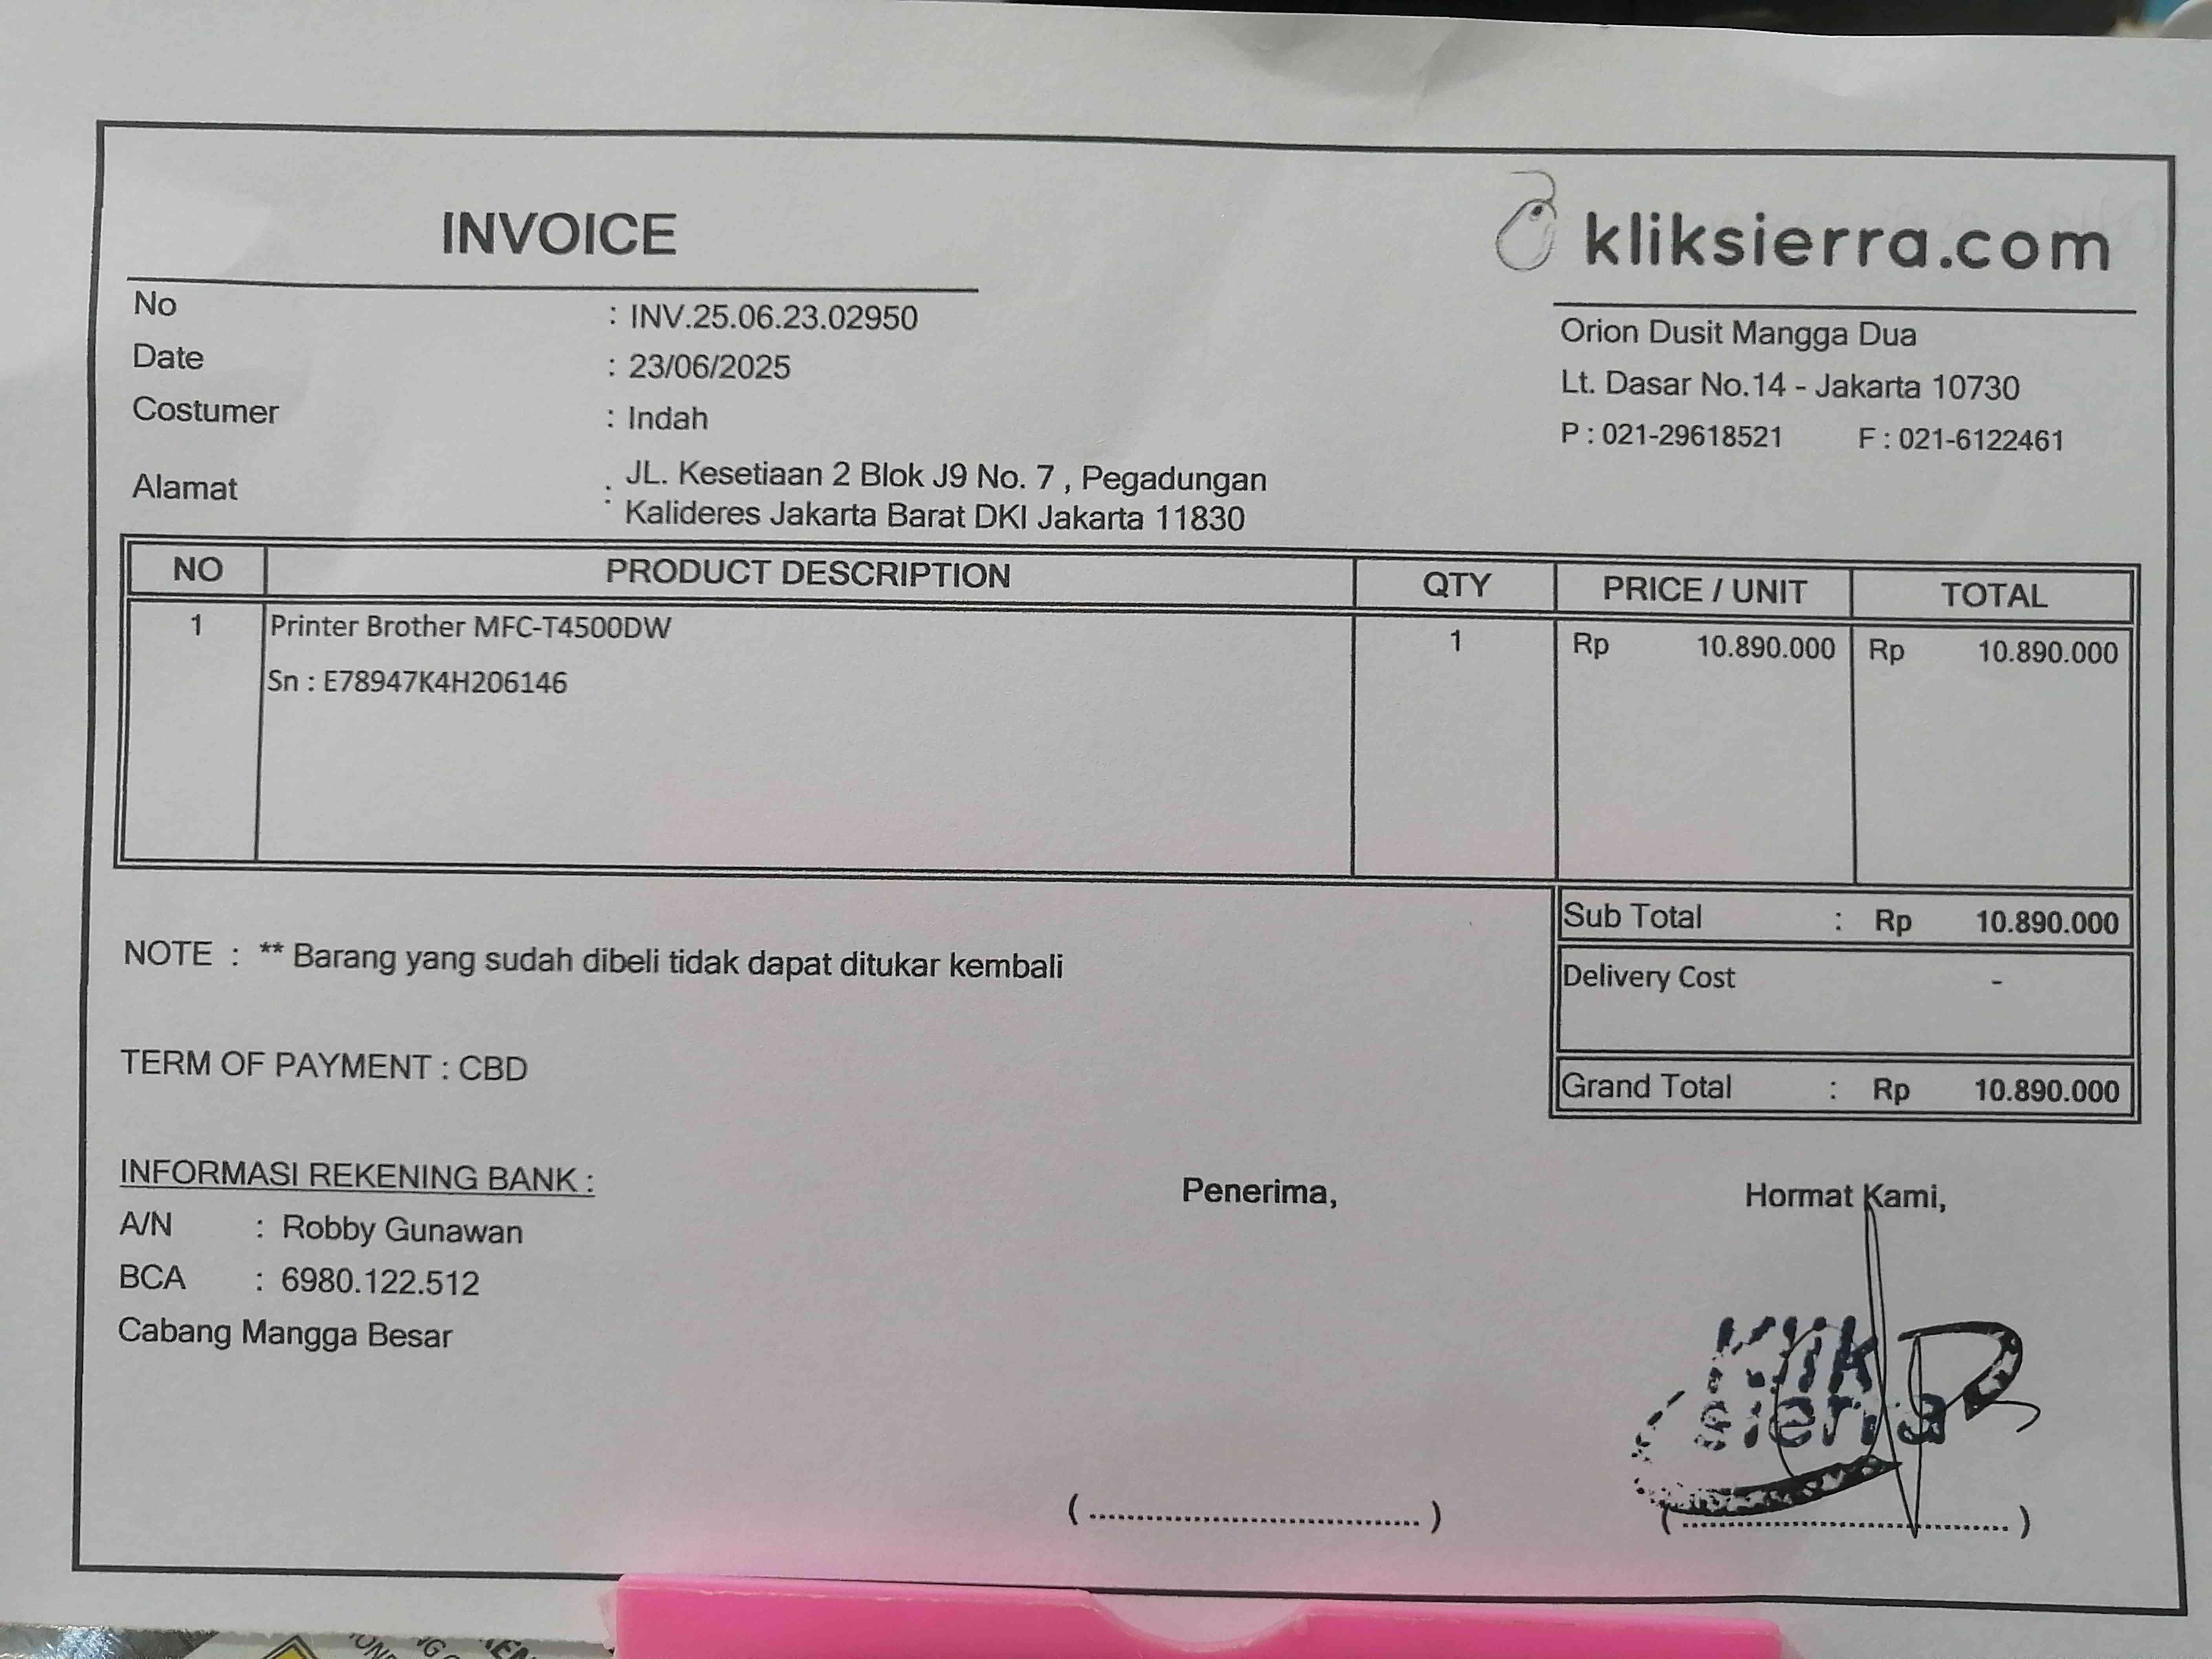 INVOICE
kliksierra.com
No : INV.25.06.23.02950
Date : 23/06/2025
Costumer : Indah
Alamat : JL. Kesetiaan 2 Blok J9 No. 7 , Pegadungan
Kalideres Jakarta Barat DKI Jakarta 11830
Orion Dusit Mangga Dua
Lt. Dasar No.14 - Jakarta 10730
P : 021-29618521 F : 021-6122461
NO PRODUCT DESCRIPTION QTY PRICE / UNIT TOTAL
1 Printer Brother MFC-T4500DW 1 Rp 10.890.000 Rp 10.890.000
Sn : E78947K4H206146
Sub Total : Rp 10.890.000
NOTE : ** Barang yang sudah dibeli tidak dapat ditukar kembali
Delivery Cost -
TERM OF PAYMENT : CBD
Grand Total : Rp 10.890.000
INFORMASI REKENING BANK :
A/N : Robby Gunawan
BCA : 6980.122.512
Cabang Mangga Besar
Penerima,
Hormat Kami,
Klik
sierra
( .................................... )
( .................................... )